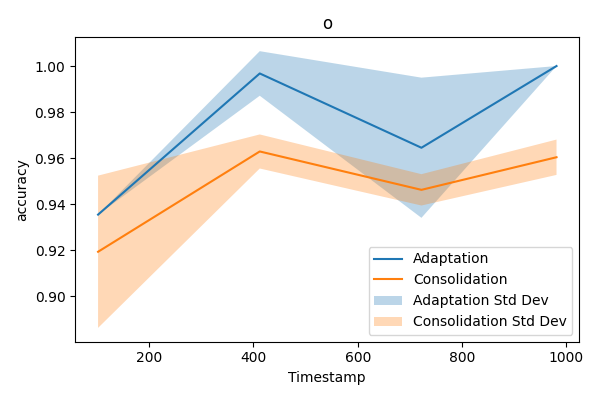 o
accuracy
1.00
0.98
0.96
0.94
0.92
0.90
Adaptation
Consolidation
Adaptation Std Dev
Consolidation Std Dev
200
400
600
800
1000
Timestamp